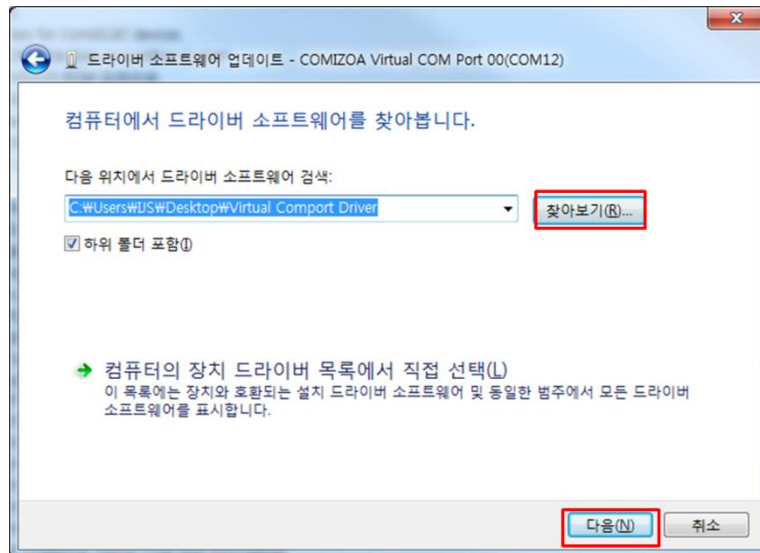 드라이버 소프트웨어 업데이트 - COMIZOA Virtual COM Port 00(COM12)
컴퓨터에서 드라이버 소프트웨어를 찾아봅니다.
다음 위치에서 드라이버 소프트웨어 검색:
C:₩Users₩IJS₩Desktop₩Virtual Comport Driver
찾아보기(R)...
하위 폴더 포함(I)
컴퓨터의 장치 드라이버 목록에서 직접 선택(L)
이 목록에는 장치와 호환되는 설치 드라이버 소프트웨어 및 동일한 범주에서 모든 드라이버
소프트웨어를 표시합니다.
다음(N)
취소